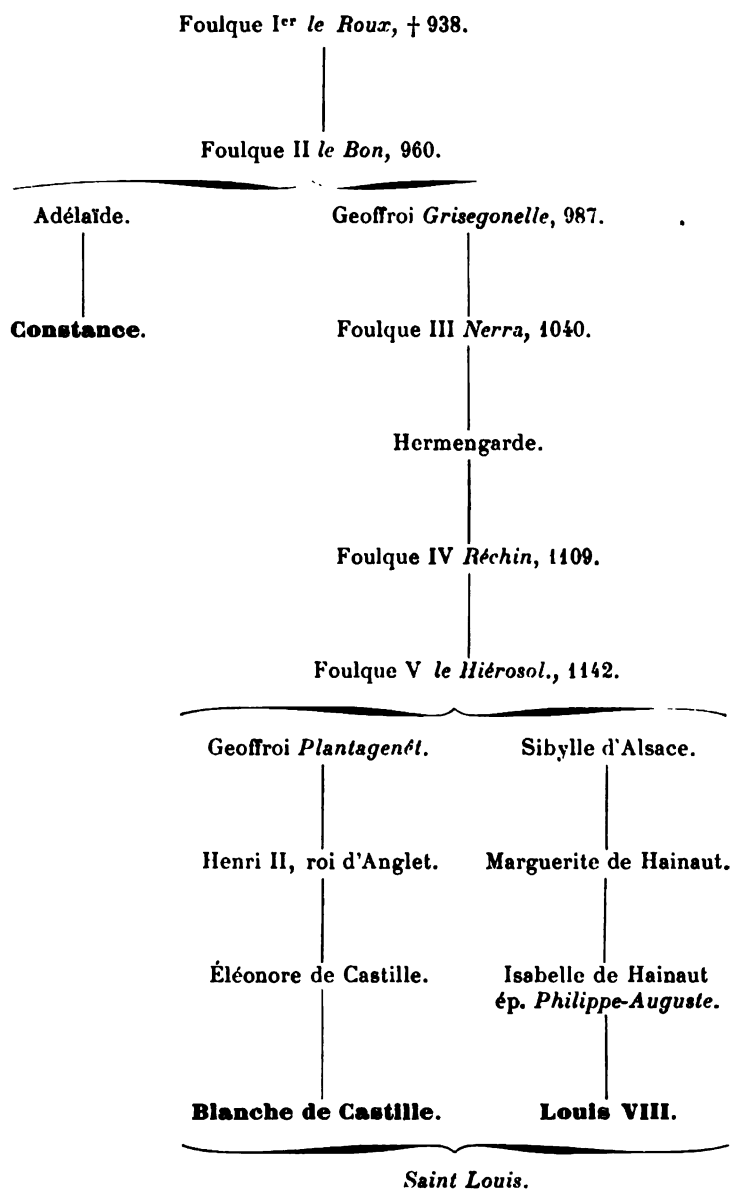 Foulque Iᵉʳ le Roux, † 938.
Foulque II le Bon, 960.
Adélaïde. Geoffroi Grisegonelle, 987.
Constance. Foulque III Nerra, 1040.
Hermengarde.
Foulque IV Réchin, 1109.
Foulque V le Hiérosol., 1142.
Geoffroi Plantagenét. Sibylle d'Alsace.
Henri II, roi d'Anglet. Marguerite de Hainaut.
Éléonore de Castille. Isabelle de Hainaut
ép. Philippe-Auguste.
Blanche de Castille. Louis VIII.
Saint Louis.